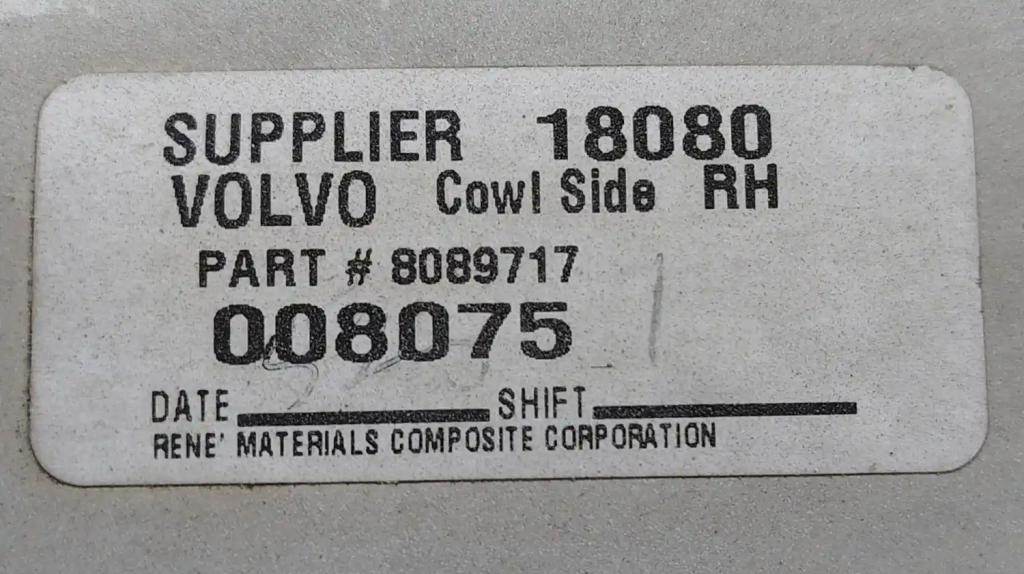 SUPPLIER 18080
VOLVO Cowl Side RH
PART # 8089717
008075
DATE SHIFT
RENE' MATERIALS COMPOSITE CORPORATION